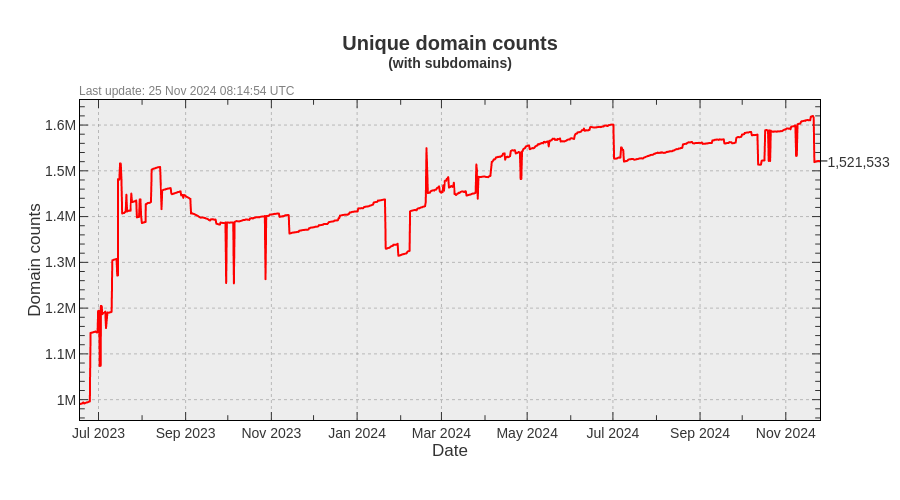 Unique domain counts
(with subdomains)
Last update: 25 Nov 2024 08:14:54 UTC
1.6M
1.5M
1.4M
1.3M
1.2M
1.1M
1M
Domain counts
1,521,533
Jul 2023 Sep 2023 Nov 2023 Jan 2024 Mar 2024 May 2024 Jul 2024 Sep 2024 Nov 2024
Date